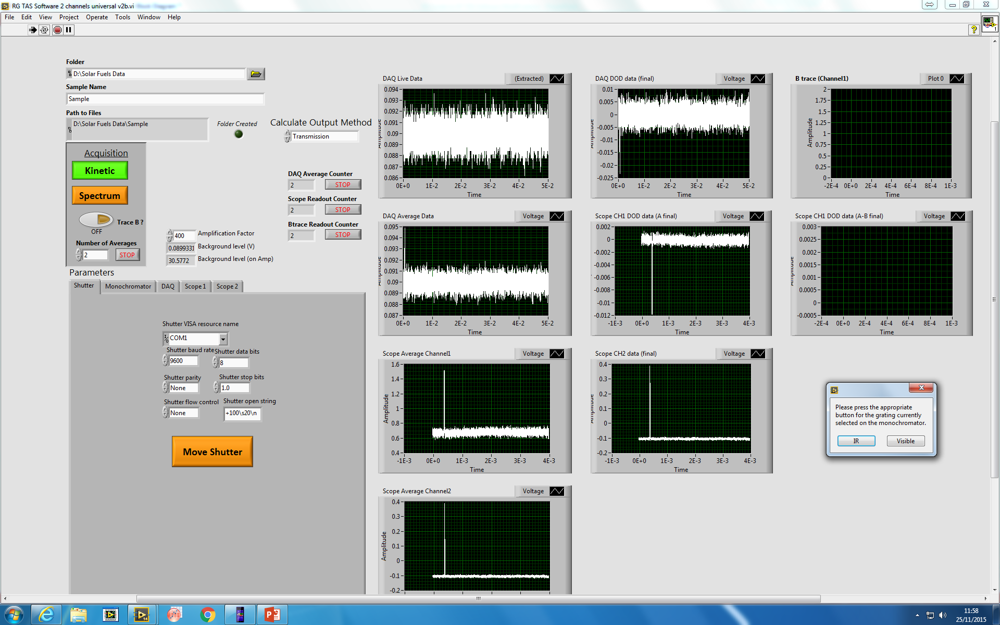 RG TAS Software 2 channels universal v2b.vi
File Edit View Project Operate Tools Window Help
Folder
D:\Solar Fuels Data
Sample Name
Sample
Path to Files
D:\Solar Fuels Data\Sample
Folder Created
Calculate Output Method
Transmission
Acquisition
Kinetic
Spectrum
OFF
Trace B ?
Number of Averages
2 STOP
DAQ Average Counter
2 STOP
Scope Readout Counter
2 STOP
Btrace Readout Counter
2 STOP
400 Amplification Factor
0.0899331 Background level (V)
30.5772 Background level (on Amp)
Parameters
Shutter Monochromator DAQ Scope 1 Scope 2
Shutter VISA resource name
COM1
Shutter baud rate Shutter data bits
9600 8
Shutter parity Shutter stop bits
None 1.0
Shutter flow control Shutter open string
None +100\s20\n
Move Shutter
DAQ Live Data (Extracted)
Amplitude
0.094
0.093
0.092
0.091
0.09
0.089
0.088
0.087
0.086
0E+0 1E-2 2E-2 3E-2 4E-2 5E-2
Time
DAQ DOD data (final) Voltage
0.01
0.005
0
-0.005
-0.01
-0.015
-0.02
-0.025
0E+0 1E-2 2E-2 3E-2 4E-2 5E-2
Time
B trace (Channel1) Plot 0
Amplitude
2
1.75
1.5
1.25
1
0.75
0.5
0.25
0
-2E-4 0E+0 2E-4 4E-4 6E-4 8E-4 1E-3
Time
DAQ Average Data Voltage
0.095
0.094
0.093
0.092
0.091
0.09
0.089
0.088
0.087
0E+0 1E-2 2E-2 3E-2 4E-2 5E-2
Time
Scope CH1 DOD data (A final) Voltage
Amplitude
0.002
0
-0.002
-0.004
-0.006
-0.008
-0.01
-0.012
-1E-3 0E+0 1E-3 2E-3 3E-3 4E-3
Time
Scope CH1 DOD data (A-B final) Voltage
0.003
0.0025
0.002
0.0015
0.001
0.0005
0
-0.0005
-2E-4 0E+0 2E-4 4E-4 6E-4 8E-4 1E-3
Time
Scope Average Channel1 Voltage
Amplitude
1.6
1.4
1.2
1
0.8
0.6
0.4
-1E-3 0E+0 1E-3 2E-3 3E-3 4E-3
Time
Scope CH2 data (final) Voltage
0.4
0.3
0.2
0.1
0
-0.1
-0.2
-1E-3 0E+0 1E-3 2E-3 3E-3 4E-3
Time
Scope Average Channel2 Voltage
Amplitude
0.4
0.3
0.2
0.1
0
-0.1
-0.2
Please press the appropriate
button for the grating currently
selected on the monochromator.
IR Visible
11:58
25/11/2015